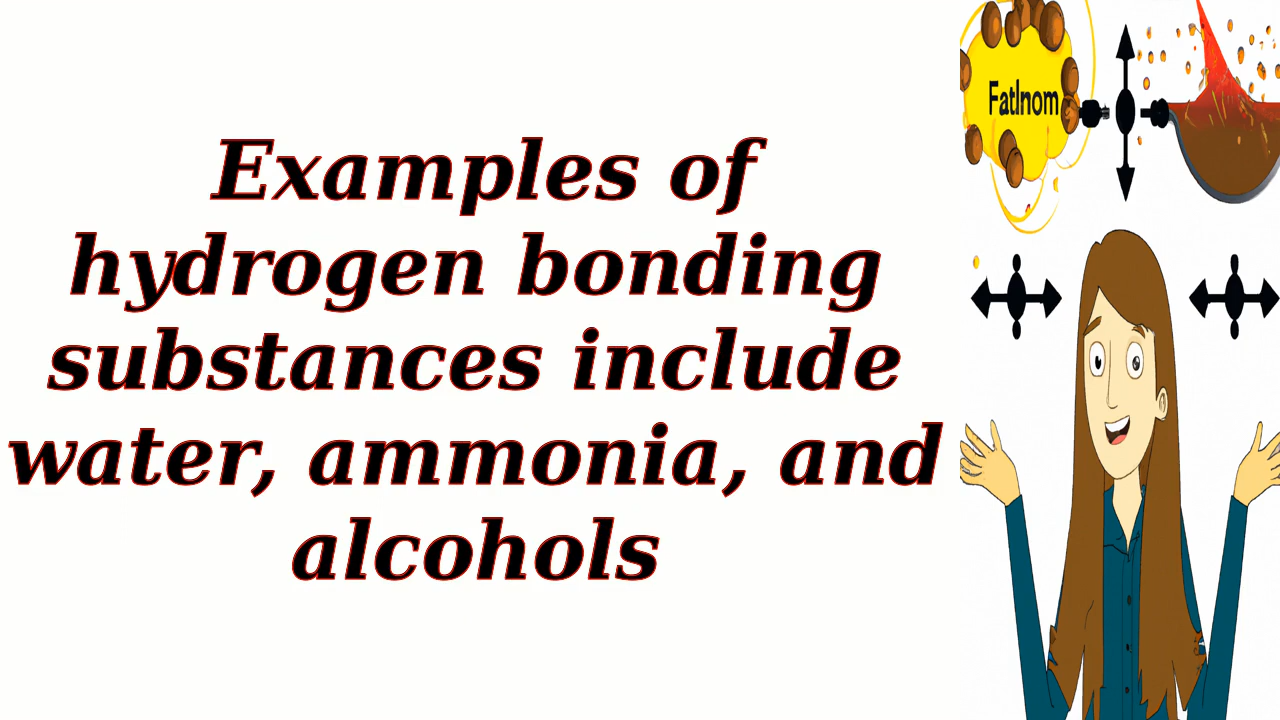 Examples of
hydrogen bonding
substances include
water, ammonia, and
alcohols
Fatlnom